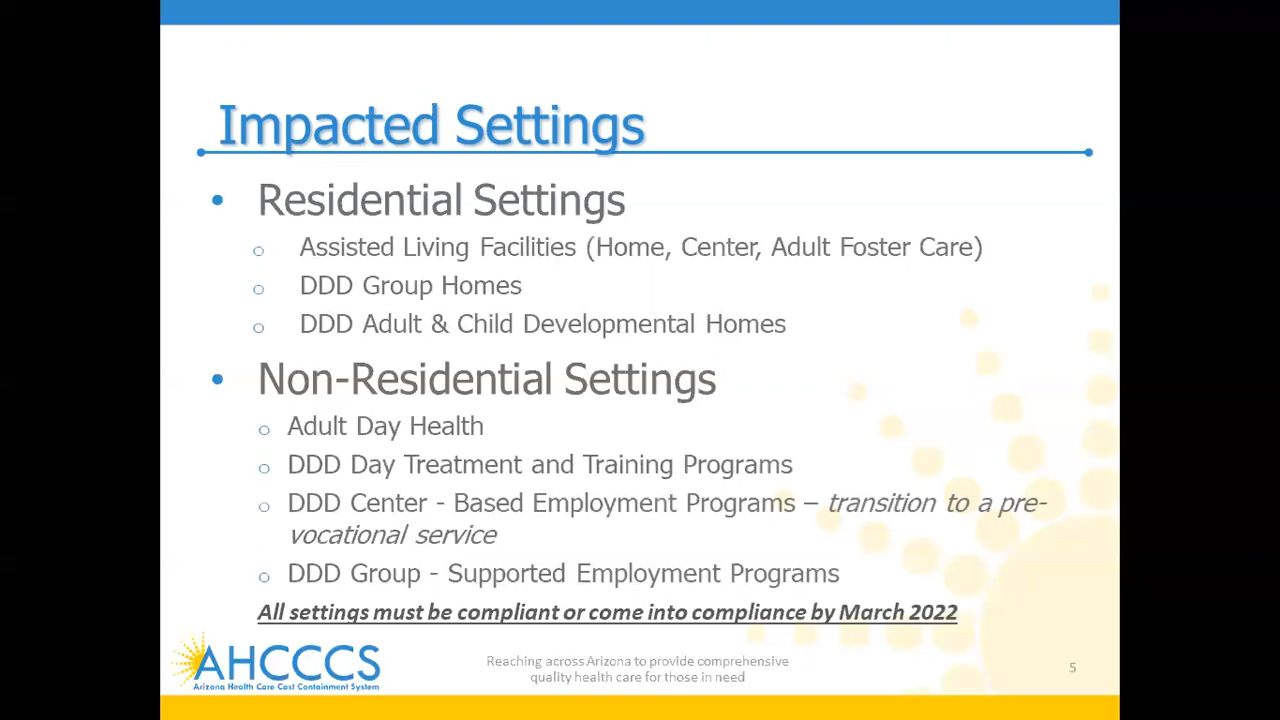 Impacted Settings
• Residential Settings
o Assisted Living Facilities (Home, Center, Adult Foster Care)
o DDD Group Homes
o DDD Adult & Child Developmental Homes
• Non-Residential Settings
o Adult Day Health
o DDD Day Treatment and Training Programs
o DDD Center - Based Employment Programs – transition to a pre-
vocational service
o DDD Group - Supported Employment Programs
All settings must be compliant or come into compliance by March 2022
AHCCCS
Arizona Health Care Cost Containment System
Reaching across Arizona to provide comprehensive
quality health care for those in need
5